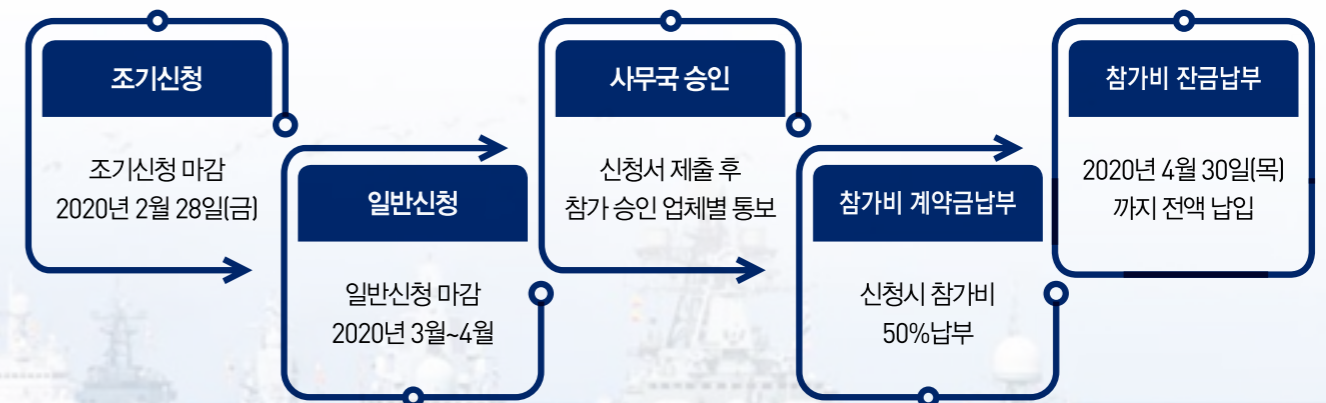 조기신청
조기신청 마감
2020년 2월 28일(금)
일반신청
일반신청 마감
2020년 3월~4월
사무국 승인
신청서 제출 후
참가 승인 업체별 통보
참가비 계약금납부
신청시 참가비
50%납부
참가비 잔금납부
2020년 4월 30일(목)
까지 전액 납입